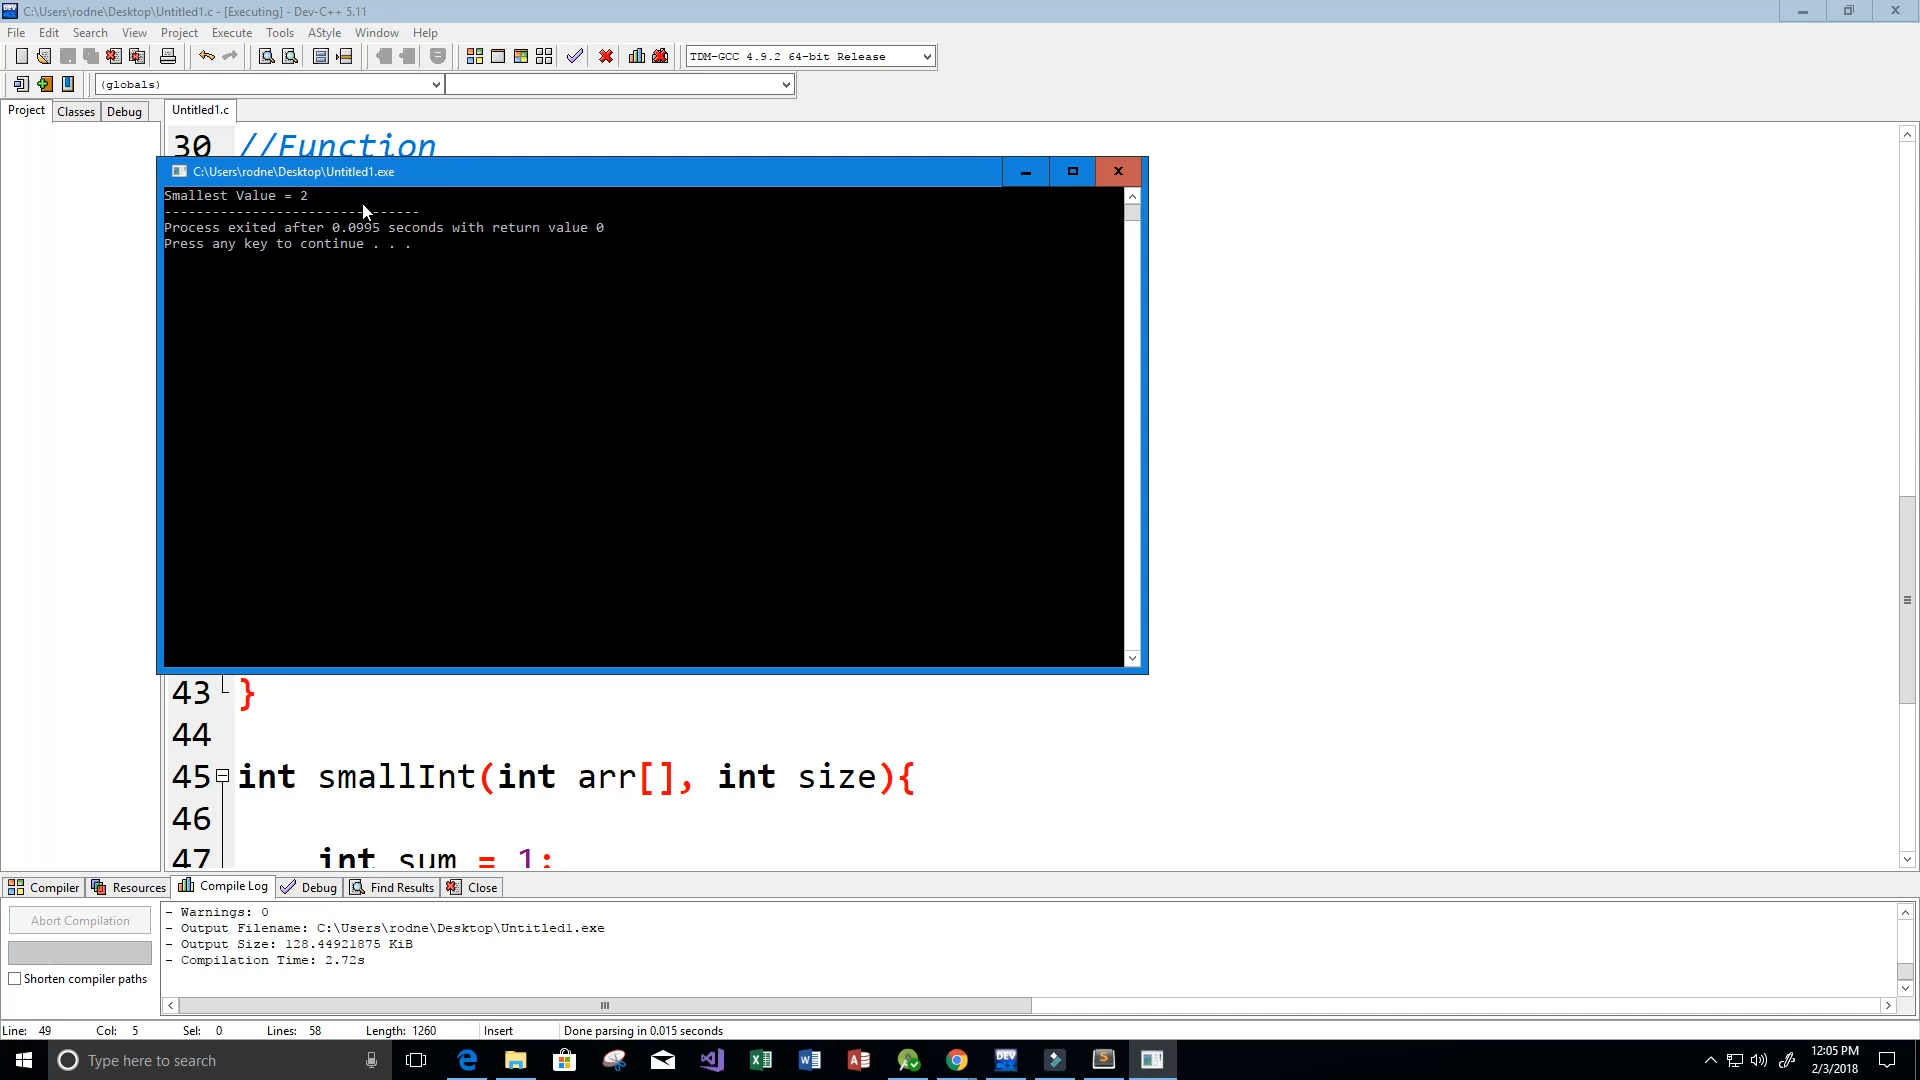 C:\Users\rodne\Desktop\Untitled1.c - [Executing] - Dev-C++ 5.11
File Edit Search View Project Execute Tools AStyle Window Help
TDM-GCC 4.9.2 64-bit Release
(globals)
Project Classes Debug Untitled1.c
30 //Function
C:\Users\rodne\Desktop\Untitled1.exe
Smallest Value = 2
--------------------------------
Process exited after 0.0995 seconds with return value 0
Press any key to continue . . .
43 }
44
45 int smallInt(int arr[], int size){
46
47 int sum = 1;
Compiler Resources Compile Log Debug Find Results Close
Abort Compilation
Shorten compiler paths
- Warnings: 0
- Output Filename: C:\Users\rodne\Desktop\Untitled1.exe
- Output Size: 128.44921875 KiB
- Compilation Time: 2.72s
Line: 49 Col: 5 Sel: 0 Lines: 58 Length: 1260 Insert Done parsing in 0.015 seconds
Type here to search
12:05 PM
2/3/2018